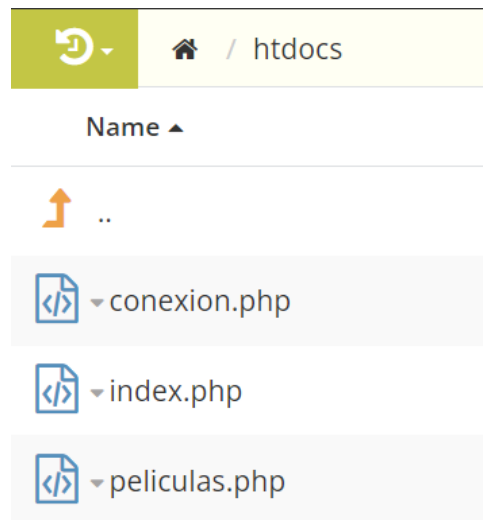 / htdocs
Name
..
conexion.php
index.php
peliculas.php